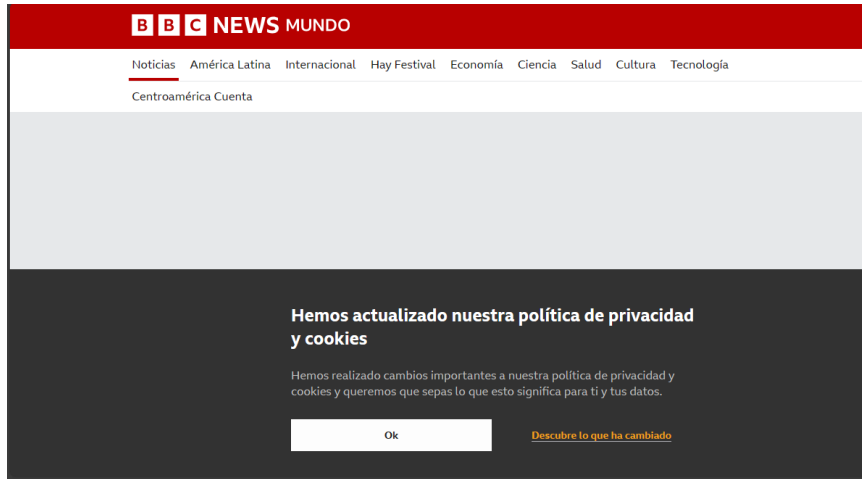 BBC NEWS MUNDO
Noticias América Latina Internacional Hay Festival Economía Ciencia Salud Cultura Tecnología
Centroamérica Cuenta
Hemos actualizado nuestra política de privacidad
y cookies
Hemos realizado cambios importantes a nuestra política de privacidad y
cookies y queremos que sepas lo que esto significa para ti y tus datos.
Ok Descubre lo que ha cambiado